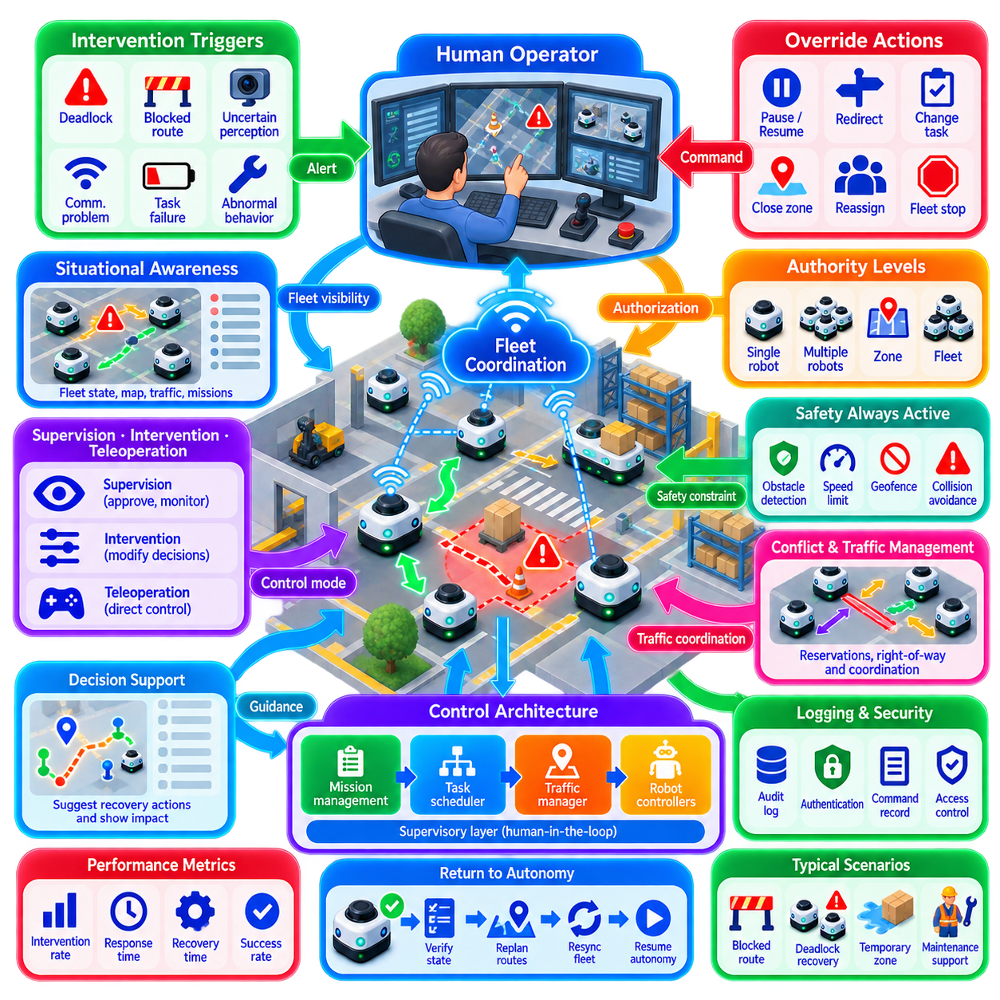 Intervention Triggers
Deadlock
Blocked
route
Uncertain
perception
Comm.
problem
Task
failure
Abnormal
behavior
Alert
Human Operator
Override Actions
Pause /
Resume
Redirect
Change
task
Close zone
Reassign
Fleet stop
Command
Situational Awareness
Fleet state, map, traffic, missions
Fleet visibility
Fleet
Coordination
Authorization
Authority Levels
Single
robot
Multiple
robots
Zone
Fleet
Supervision · Intervention ·
Teleoperation
Supervision
(approve, monitor)
Intervention
(modify decisions)
Teleoperation
(direct control)
Control mode
Safety Always Active
Obstacle
detection
Speed
limit
Geofence
Collision
avoidance
Safety constraint
Conflict & Traffic Management
Reservations, right-of-way
and coordination
Traffic coordination
Decision Support
Suggest recovery actions
and show impact
Guidance
Control Architecture
Mission
management
Task
scheduler
Traffic
manager
Robot
controllers
Supervisory layer (human-in-the-loop)
Logging & Security
Audit
log
Authentication
Command
record
Access
control
Performance Metrics
Intervention
rate
Response
time
Recovery
time
Success
rate
Return to Autonomy
Verify
state
Replan
routes
Resync
fleet
Resume
autonomy
Typical Scenarios
Blocked
route
Deadlock
recovery
Temporary
zone
Maintenance
support